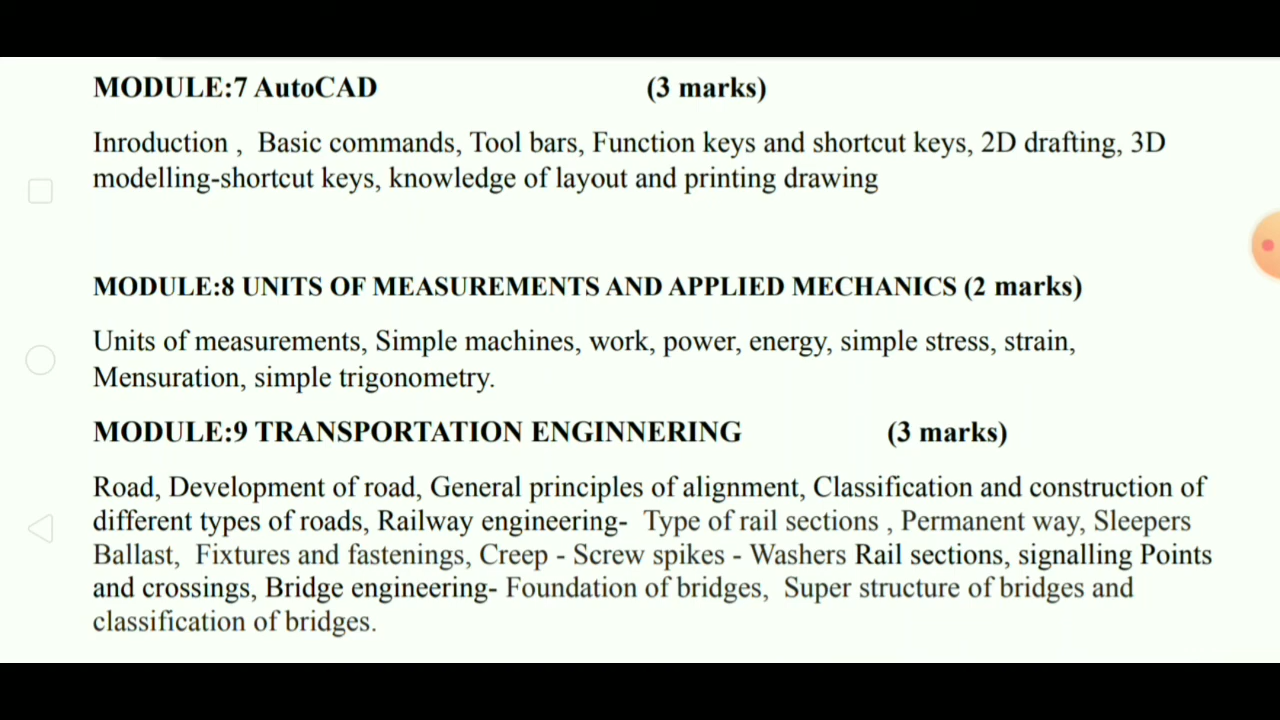 MODULE:7 AutoCAD (3 marks)
Inroduction , Basic commands, Tool bars, Function keys and shortcut keys, 2D drafting, 3D
modelling-shortcut keys, knowledge of layout and printing drawing
MODULE:8 UNITS OF MEASUREMENTS AND APPLIED MECHANICS (2 marks)
Units of measurements, Simple machines, work, power, energy, simple stress, strain,
Mensuration, simple trigonometry.
MODULE:9 TRANSPORTATION ENGINNERING (3 marks)
Road, Development of road, General principles of alignment, Classification and construction of
different types of roads, Railway engineering- Type of rail sections , Permanent way, Sleepers
Ballast, Fixtures and fastenings, Creep - Screw spikes - Washers Rail sections, signalling Points
and crossings, Bridge engineering- Foundation of bridges, Super structure of bridges and
classification of bridges.